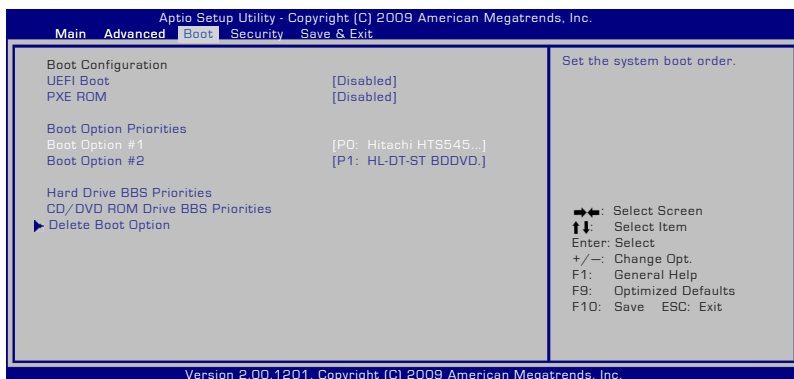 Aptio Setup Utility - Copyright (C) 2009 American Megatrends, Inc.
Main Advanced Boot Security Save & Exit
Boot Configuration
UEFI Boot [Disabled]
PXE ROM [Disabled]
Boot Option Priorities
Boot Option #1 [P0: Hitachi HTS545...]
Boot Option #2 [P1: HL-DT-ST BDDVD.]
Hard Drive BBS Priorities
CD/DVD ROM Drive BBS Priorities
Delete Boot Option
Set the system boot order.
→←: Select Screen
↑↓: Select Item
Enter: Select
+/—: Change Opt.
F1: General Help
F9: Optimized Defaults
F10: Save ESC: Exit
Version 2.00.1201. Copyright (C) 2009 American Megatrends, Inc.